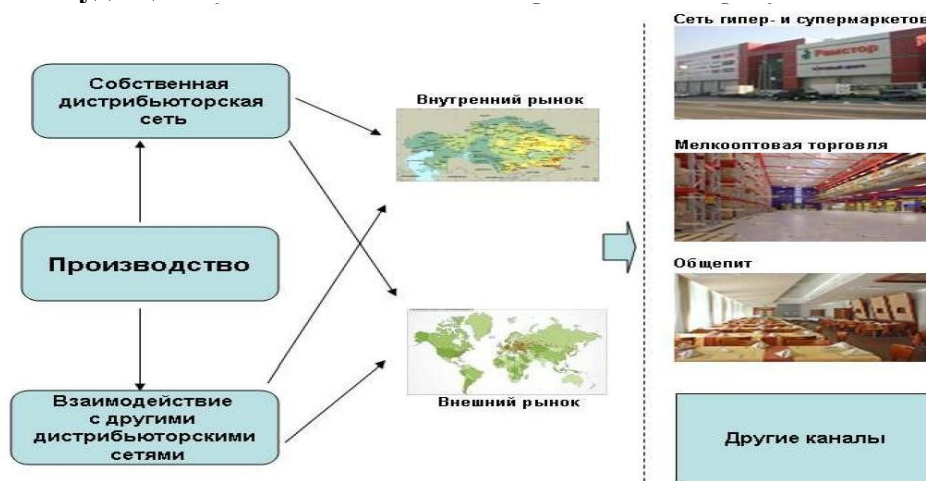 Сеть гипер- и супермаркетов
Рамстор
Собственная
дистрибьюторская
сеть
Внутренний рынок
Мелкооптовая торговля
Производство
Общепит
Взаимодействие
с другими
дистрибьюторскими
сетями
Внешний рынок
Другие каналы